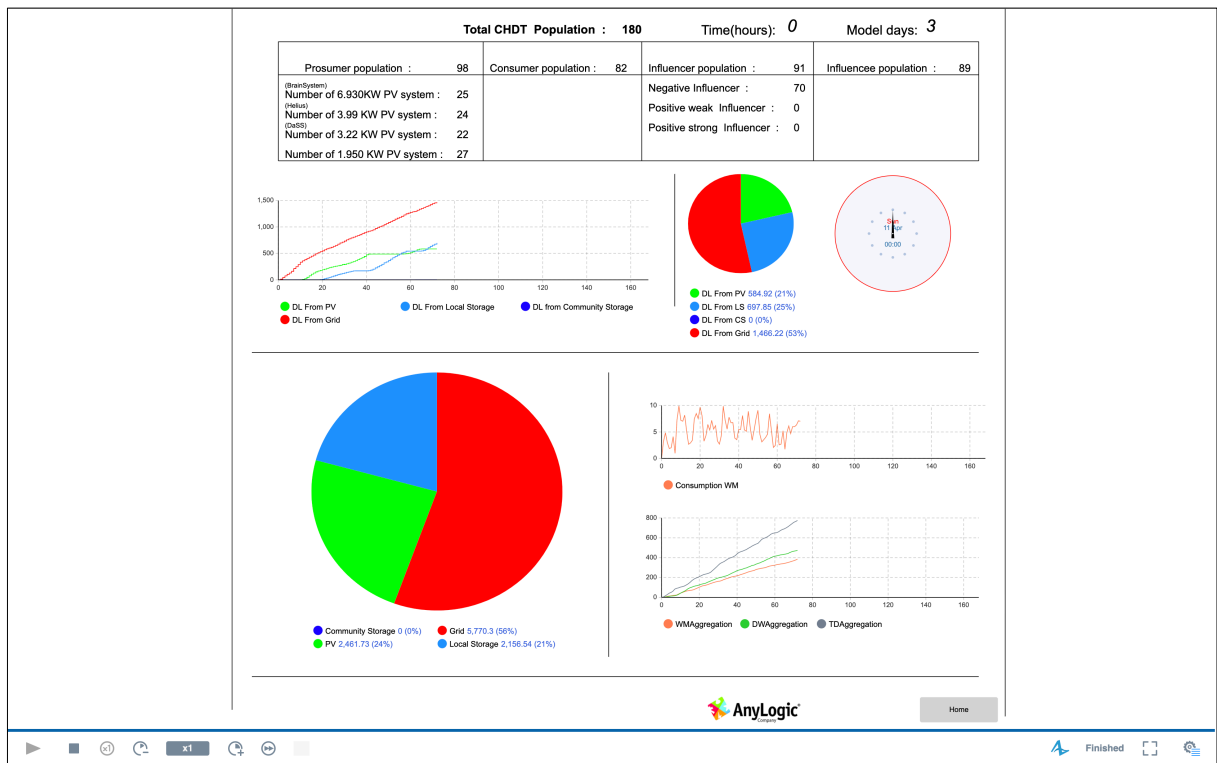 Total CHDT Population : 180 Time(hours): 0 Model days: 3
Prosumer population : 98 Consumer population : 82 Influencer population : 91 Influencee population : 89
(BrainSystem)
Number of 6.930KW PV system : 25
(Helius)
Number of 3.99 KW PV system : 24
(DaSS)
Number of 3.22 KW PV system : 22
Number of 1.950 KW PV system : 27
Negative Influencer : 70
Positive weak Influencer : 0
Positive strong Influencer : 0
1,500
1,000
500
0
0 20 40 60 80 100 120 140 160
DL From PV DL From Local Storage DL from Community Storage
DL From Grid
DL From PV 584.92 (21%)
DL From LS 697.85 (25%)
DL From CS 0 (0%)
DL From Grid 1,466.22 (53%)
Sun
11 Apr
00:00
Community Storage 0 (0%) Grid 5,770.3 (56%)
PV 2,461.73 (24%) Local Storage 2,156.54 (21%)
10
5
0
0 20 40 60 80 100 120 140 160
Consumption WM
800
600
400
200
0
0 20 40 60 80 100 120 140 160
WMAggregation DWAggregation TDAggregation
AnyLogic
Company
Home
x1 x1 Finished